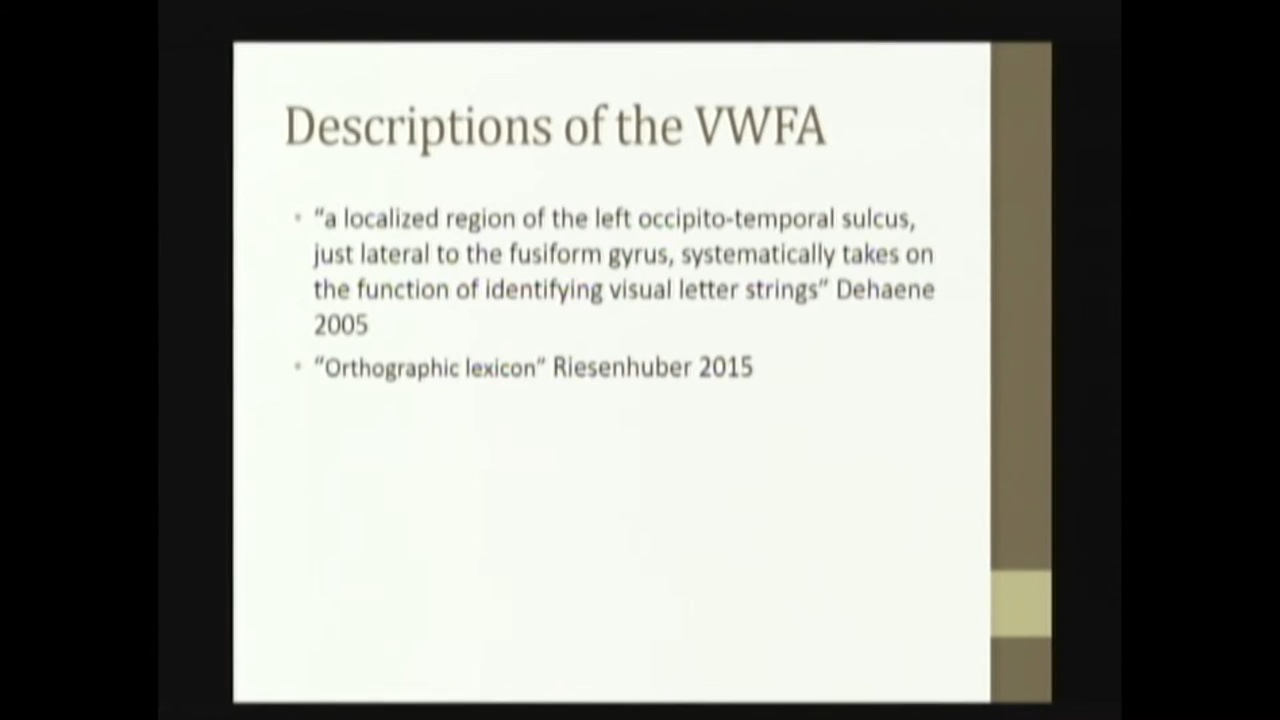 Descriptions of the VWFA
• “a localized region of the left occipito-temporal sulcus,
just lateral to the fusiform gyrus, systematically takes on
the function of identifying visual letter strings” Dehaene
2005
• “Orthographic lexicon” Riesenhuber 2015